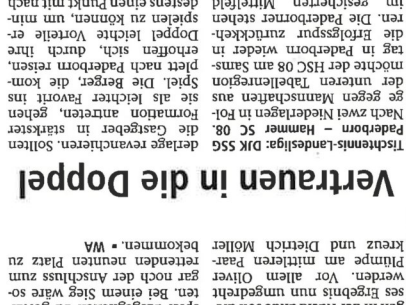 ses Ergebnis nun umgedreht
werden. Vor allem Oliver
Plümpe am mittleren Paar-
kreuz und Dietrich Möller
ten. Bei einem Sieg wäre so-
gar noch der Anschluss zum
rettenden neunten Platz zu
bekommen. ▪ WA
Vertrauen in die Doppel
Tischtennis-Landesliga: DJK SSG
Paderborn – Hammer SC 08.
Nach zwei Niederlagen in Fol-
ge gegen Mannschaften aus
der unteren Tabellenregion
möchte der HSC 08 am Sams-
tag in Paderborn wieder in
die Erfolgsspur zurückkeh-
ren. Die Paderborner stehen
im gesicherten Mittelfeld
derlage revanchieren. Sollten
die Gastgeber in stärkster
Formation antreten, gehen
sie als leichter Favorit ins
Spiel. Die Berger, die kom-
plett nach Paderborn reisen,
erhoffen sich, durch ihre
Doppel leichte Vorteile er-
spielen zu können, um min-
destens einen Punkt mit nach